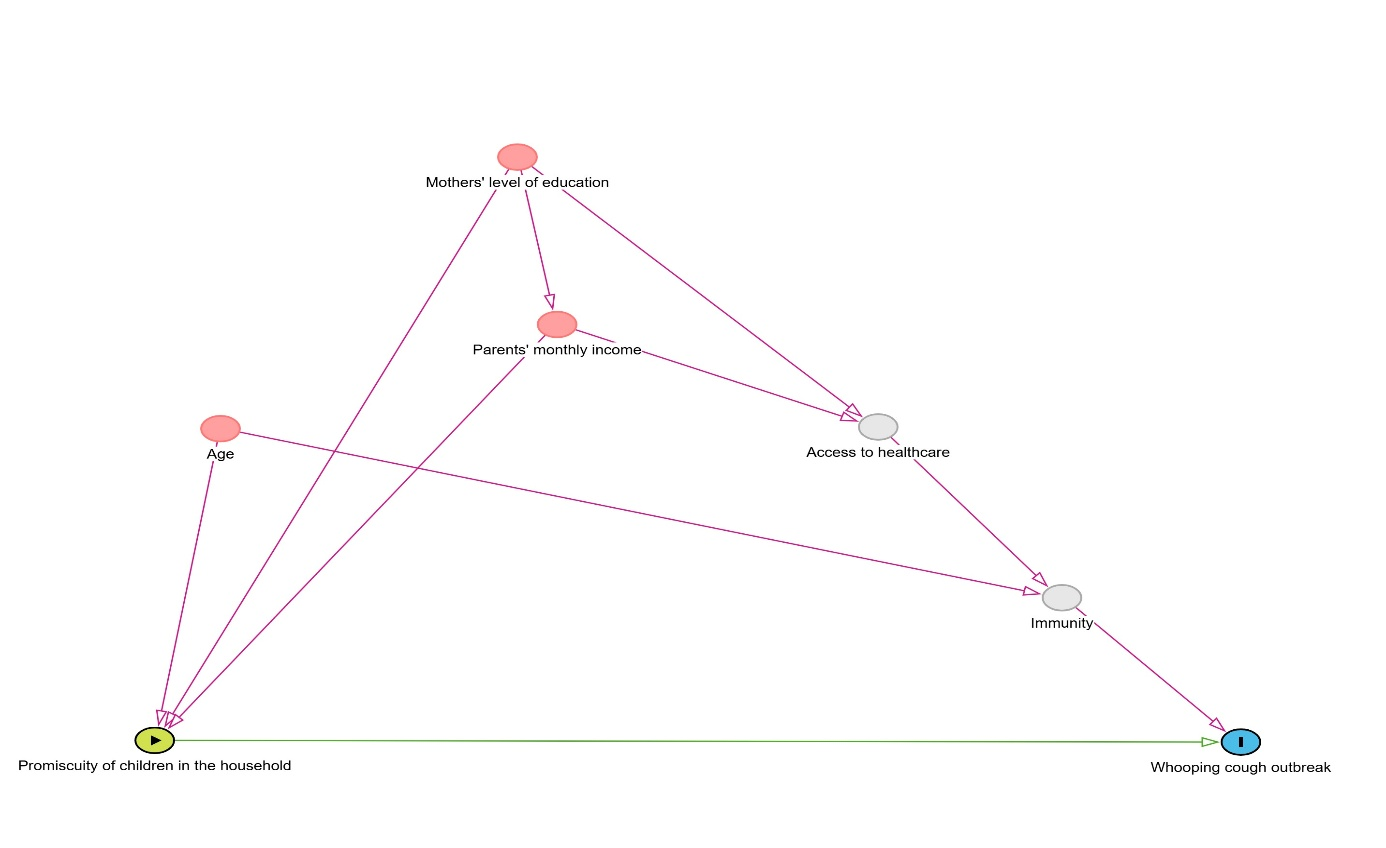 Mothers' level of education
Parents' monthly income
Age
Access to healthcare
Immunity
Promiscuity of children in the household
Whooping cough outbreak